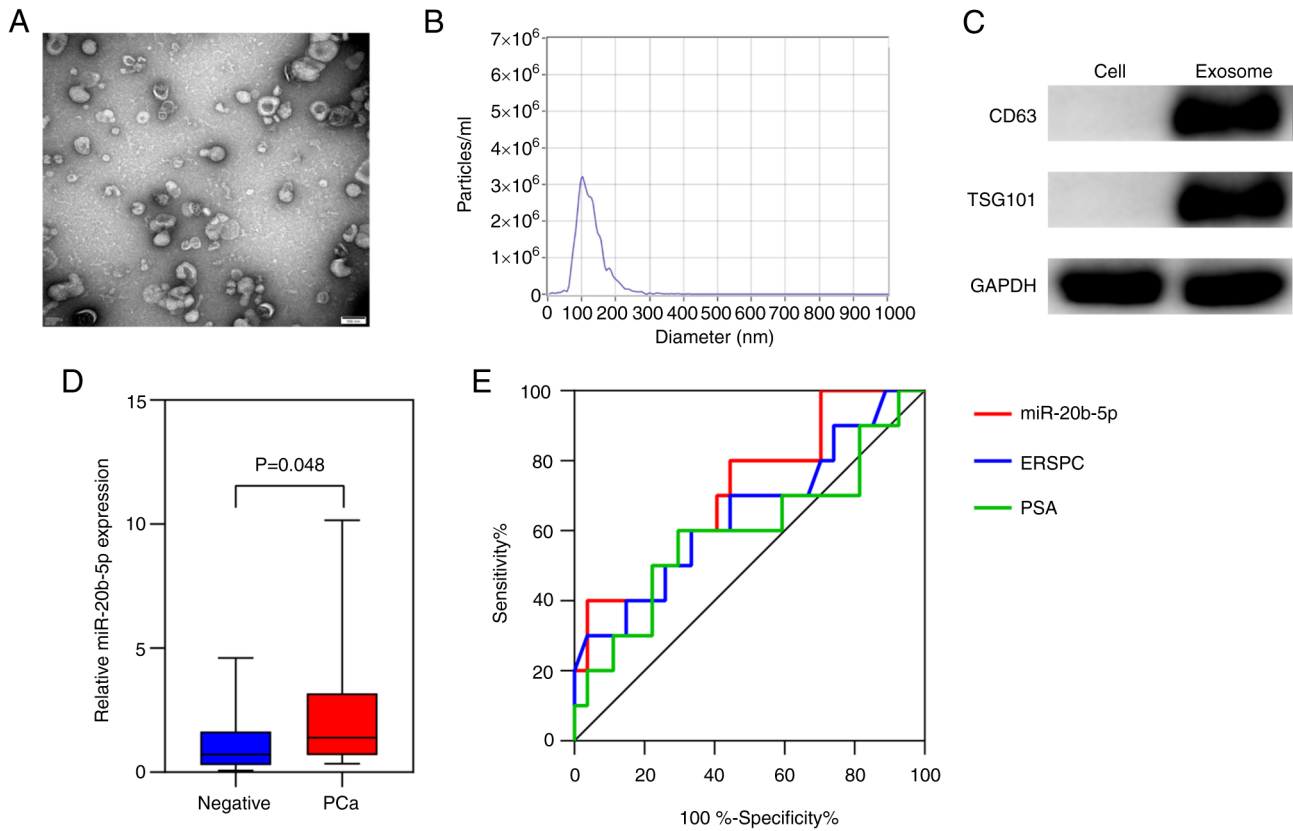 A
B
7×10⁶
6×10⁶
5×10⁶
4×10⁶
3×10⁶
2×10⁶
1×10⁶
0
Particles/ml
0 100 200 300 400 500 600 700 800 900 1000
Diameter (nm)
C
Cell Exosome
CD63
TSG101
GAPDH
D
15
10
5
0
Relative miR-20b-5p expression
P=0.048
Negative PCa
E
100
80
60
40
20
0
Sensitivity%
0 20 40 60 80 100
100 %-Specificity%
miR-20b-5p
ERSPC
PSA